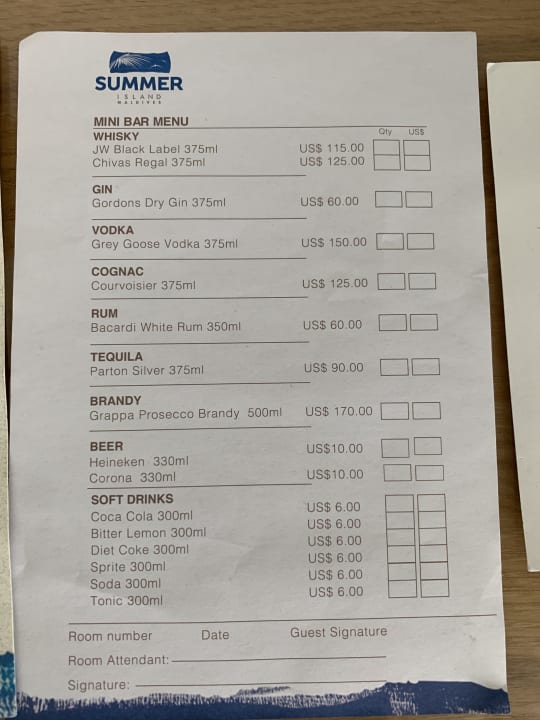 SUMMER
ISLAND
MALDIVES
MINI BAR MENU
Qty US$
WHISKY
JW Black Label 375ml US$ 115.00
Chivas Regal 375ml US$ 125.00
GIN
Gordons Dry Gin 375ml US$ 60.00
VODKA
Grey Goose Vodka 375ml US$ 150.00
COGNAC
Courvoisier 375ml US$ 125.00
RUM
Bacardi White Rum 350ml US$ 60.00
TEQUILA
Parton Silver 375ml US$ 90.00
BRANDY
Grappa Prosecco Brandy 500ml US$ 170.00
BEER
Heineken 330ml US$10.00
Corona 330ml US$10.00
SOFT DRINKS
Coca Cola 300ml US$ 6.00
Bitter Lemon 300ml US$ 6.00
Diet Coke 300ml US$ 6.00
Sprite 300ml US$ 6.00
Soda 300ml US$ 6.00
Tonic 300ml US$ 6.00
Room number Date Guest Signature
Room Attendant:
Signature: